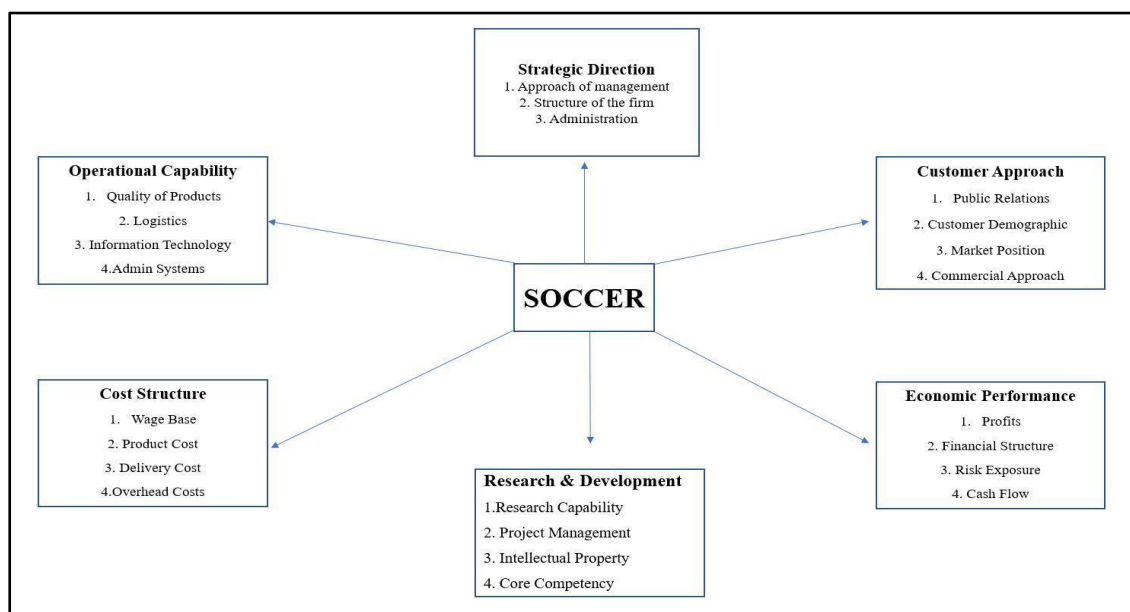 Strategic Direction
1. Approach of management
2. Structure of the firm
3. Administration
Operational Capability
1. Quality of Products
2. Logistics
3. Information Technology
4.Admin Systems
Customer Approach
1. Public Relations
2. Customer Demographic
3. Market Position
4. Commercial Approach
SOCCER
Cost Structure
1. Wage Base
2. Product Cost
3. Delivery Cost
4.Overhead Costs
Research & Development
1.Research Capability
2. Project Management
3. Intellectual Property
4. Core Competency
Economic Performance
1. Profits
2. Financial Structure
3. Risk Exposure
4. Cash Flow